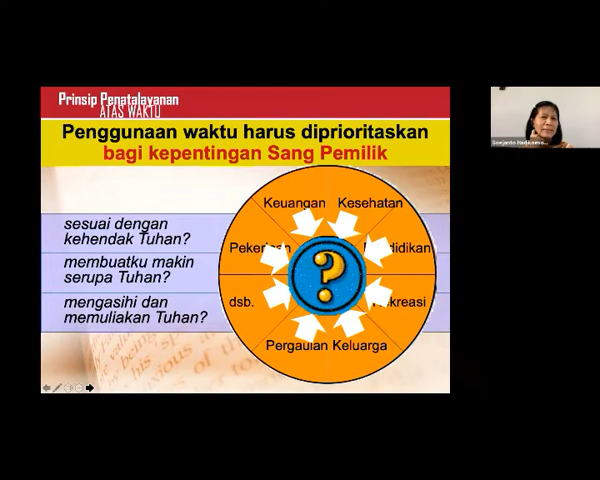 Prinsip Penatalayanan
ATAS WAKTU
Penggunaan waktu harus diprioritaskan
bagi kepentingan Sang Pemilik
sesuai dengan
kehendak Tuhan?
membuatku makin
serupa Tuhan?
mengasihi dan
memuliakan Tuhan?
Keuangan Kesehatan
dsb.
Pergaulan Keluarga
?